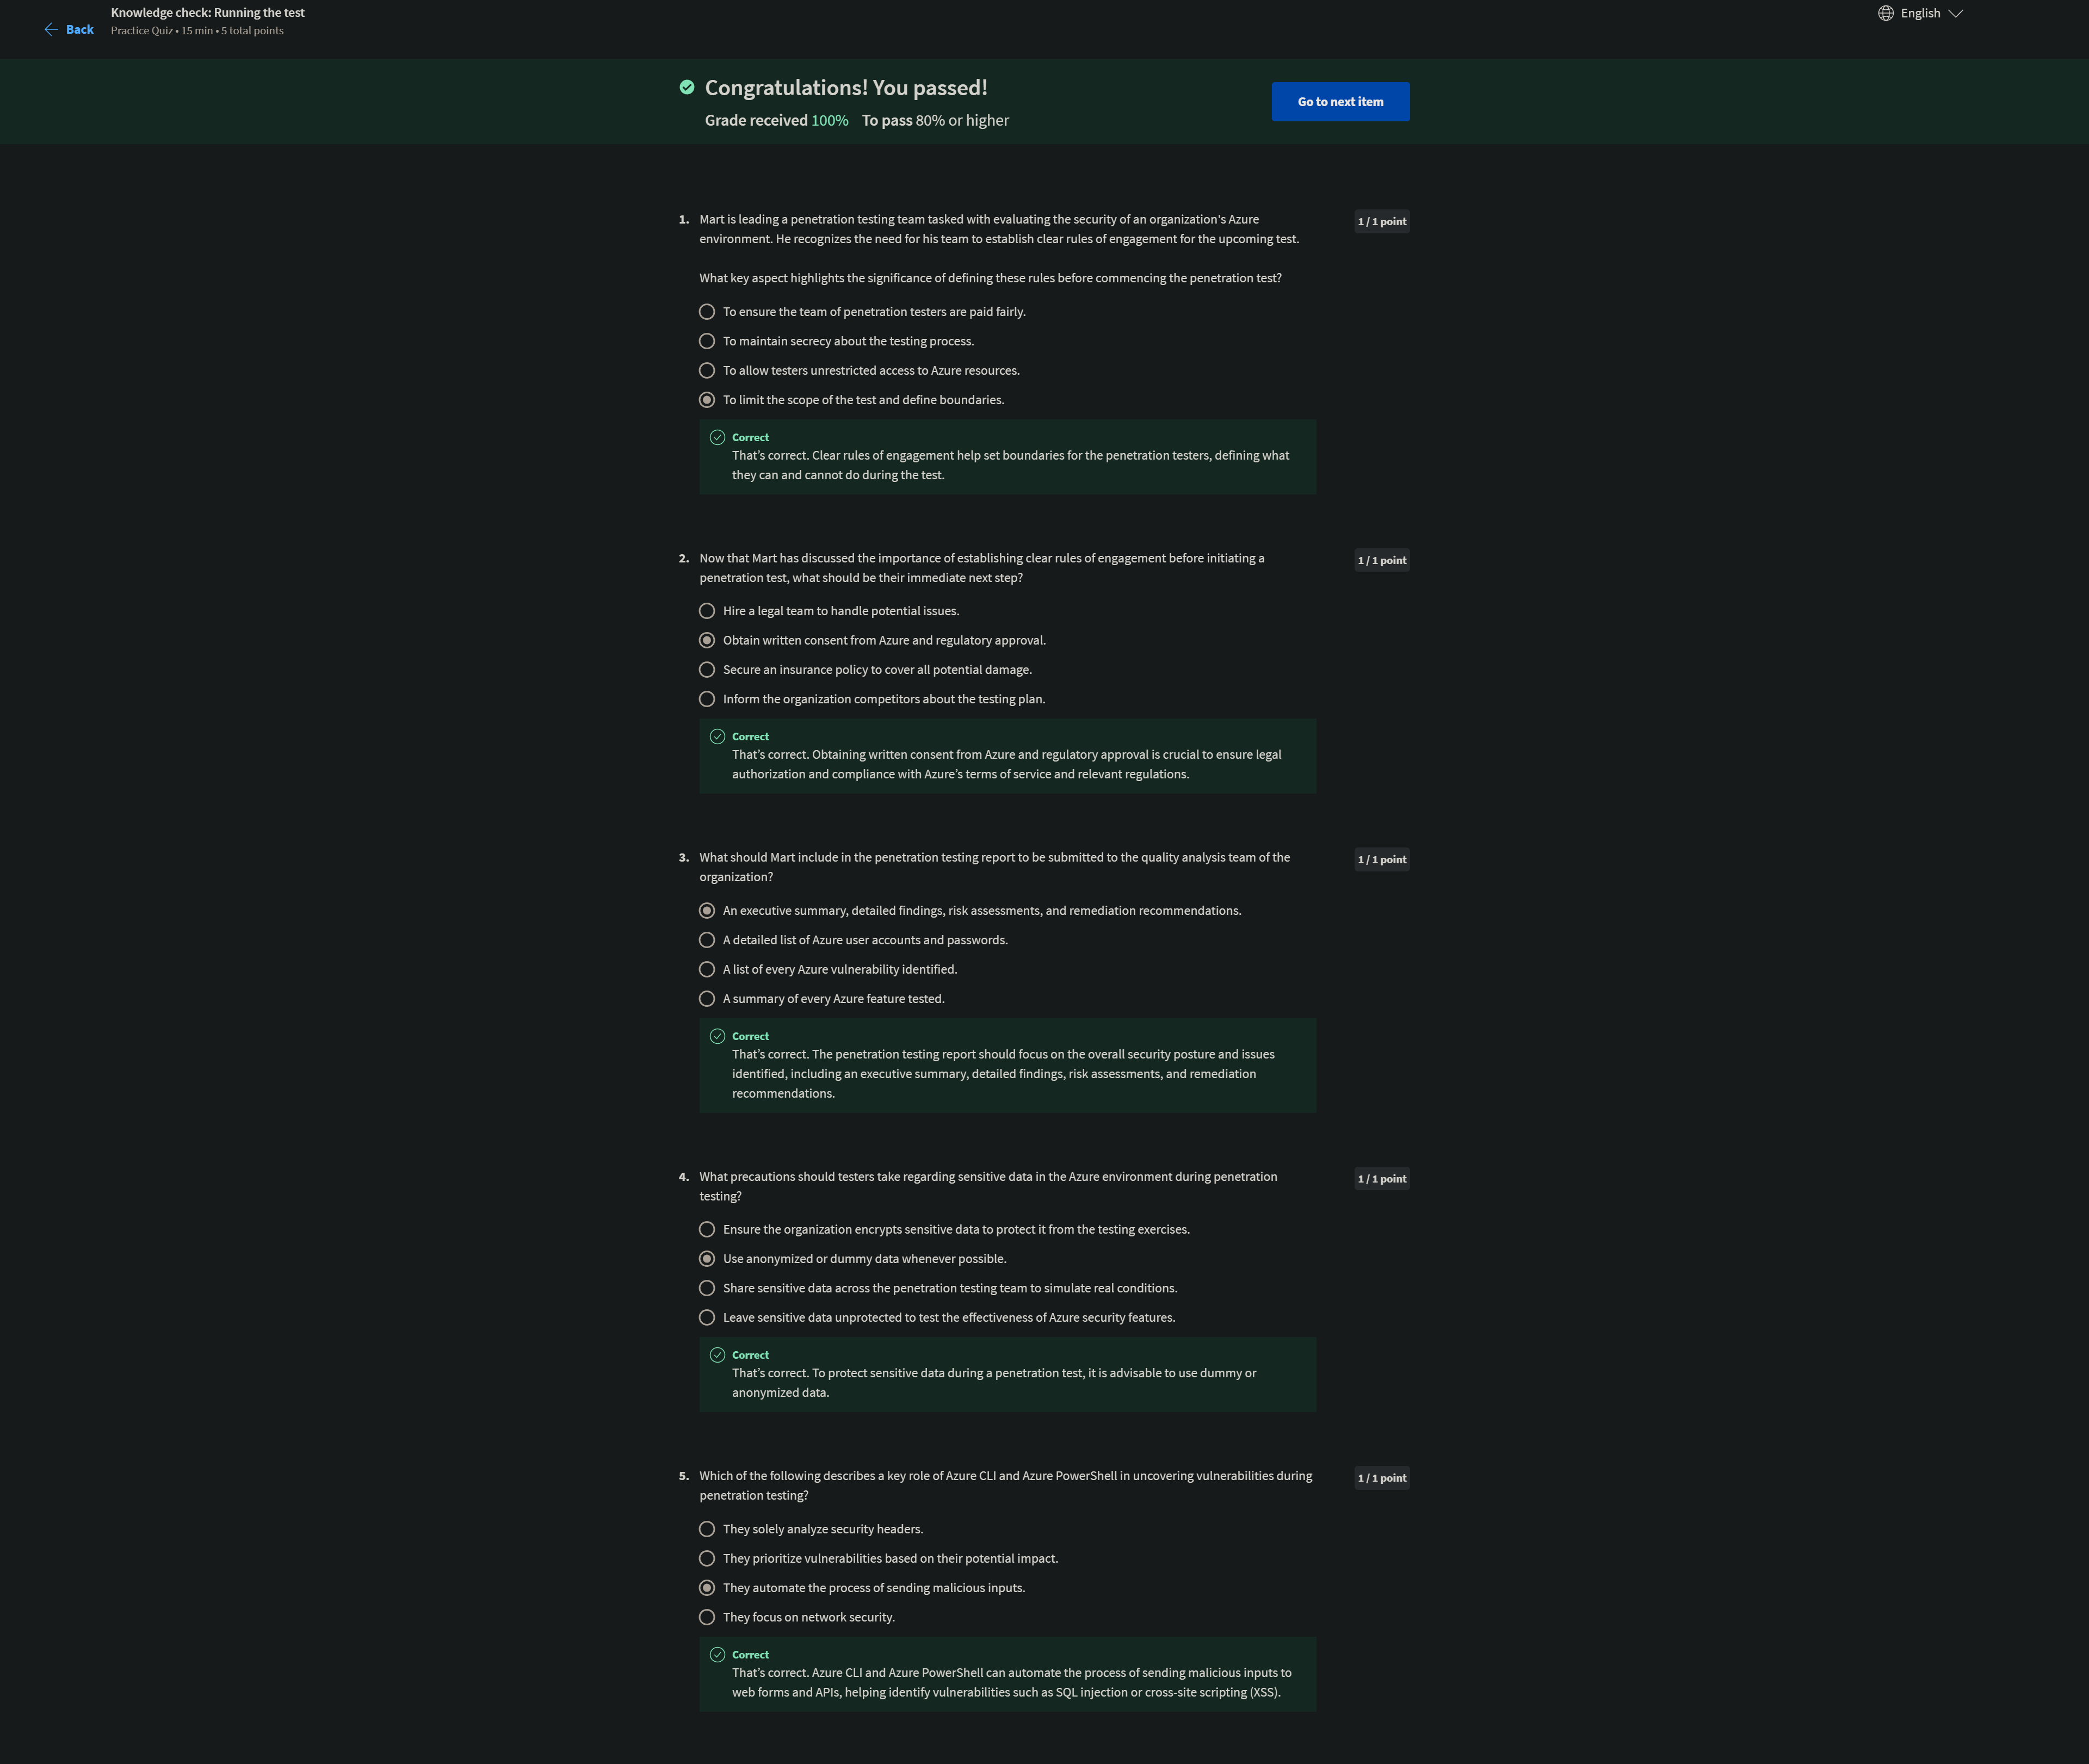 Back
Knowledge check: Running the test
Practice Quiz • 15 min • 5 total points
English
Congratulations! You passed!
Grade received 100% To pass 80% or higher
Go to next item
1. Mart is leading a penetration testing team tasked with evaluating the security of an organization's Azure
environment. He recognizes the need for his team to establish clear rules of engagement for the upcoming test.
1 / 1 point
What key aspect highlights the significance of defining these rules before commencing the penetration test?
To ensure the team of penetration testers are paid fairly.
To maintain secrecy about the testing process.
To allow testers unrestricted access to Azure resources.
To limit the scope of the test and define boundaries.
Correct
That’s correct. Clear rules of engagement help set boundaries for the penetration testers, defining what
they can and cannot do during the test.
2. Now that Mart has discussed the importance of establishing clear rules of engagement before initiating a
penetration test, what should be their immediate next step?
1 / 1 point
Hire a legal team to handle potential issues.
Obtain written consent from Azure and regulatory approval.
Secure an insurance policy to cover all potential damage.
Inform the organization competitors about the testing plan.
Correct
That’s correct. Obtaining written consent from Azure and regulatory approval is crucial to ensure legal
authorization and compliance with Azure’s terms of service and relevant regulations.
3. What should Mart include in the penetration testing report to be submitted to the quality analysis team of the
organization?
1 / 1 point
An executive summary, detailed findings, risk assessments, and remediation recommendations.
A detailed list of Azure user accounts and passwords.
A list of every Azure vulnerability identified.
A summary of every Azure feature tested.
Correct
That’s correct. The penetration testing report should focus on the overall security posture and issues
identified, including an executive summary, detailed findings, risk assessments, and remediation
recommendations.
4. What precautions should testers take regarding sensitive data in the Azure environment during penetration
testing?
1 / 1 point
Ensure the organization encrypts sensitive data to protect it from the testing exercises.
Use anonymized or dummy data whenever possible.
Share sensitive data across the penetration testing team to simulate real conditions.
Leave sensitive data unprotected to test the effectiveness of Azure security features.
Correct
That’s correct. To protect sensitive data during a penetration test, it is advisable to use dummy or
anonymized data.
5. Which of the following describes a key role of Azure CLI and Azure PowerShell in uncovering vulnerabilities during
penetration testing?
1 / 1 point
They solely analyze security headers.
They prioritize vulnerabilities based on their potential impact.
They automate the process of sending malicious inputs.
They focus on network security.
Correct
That’s correct. Azure CLI and Azure PowerShell can automate the process of sending malicious inputs to
web forms and APIs, helping identify vulnerabilities such as SQL injection or cross-site scripting (XSS).